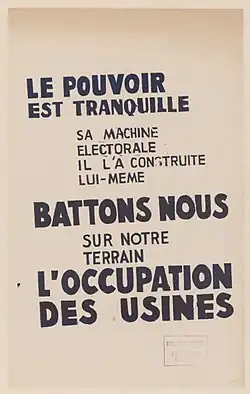 LE POUVOIR
EST TRANQUILLE
SA MACHINE
ELECTORALE
IL L'A CONSTRUITE
LUI-MEME
BATTONS NOUS
SUR NOTRE
TERRAIN
L'OCCUPATION
DES USINES